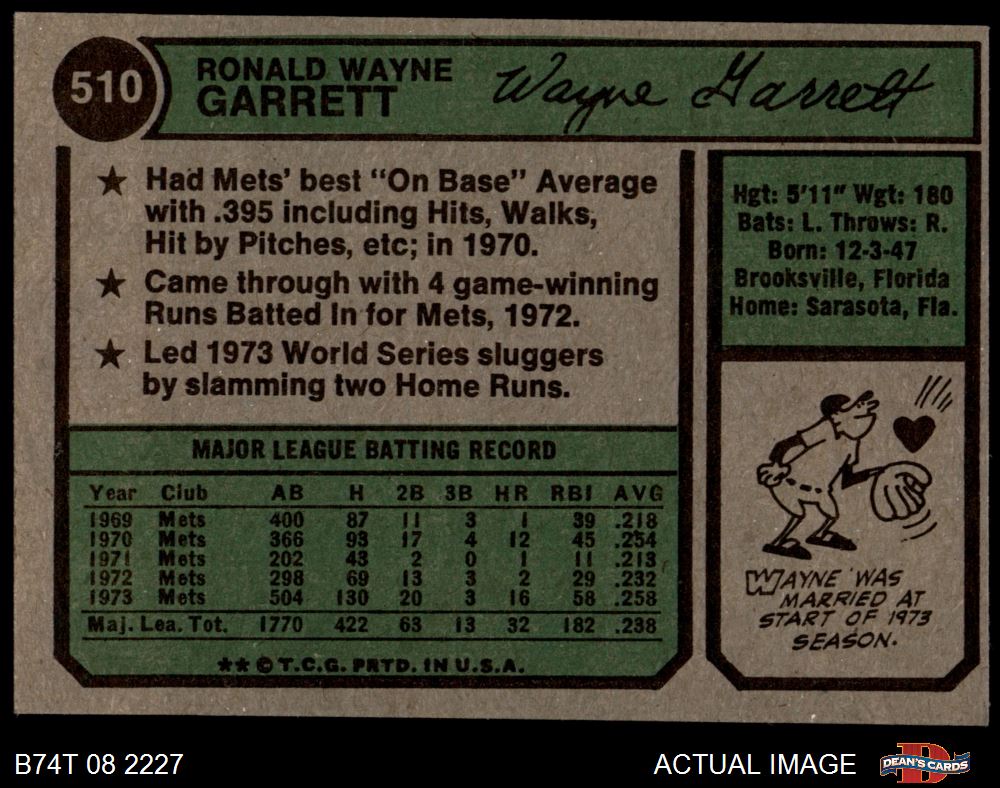 510
RONALD WAYNE
GARRETT
Wayne Garrett
★ Had Mets' best "On Base" Average
with .395 including Hits, Walks,
Hit by Pitches, etc; in 1970.
★ Came through with 4 game-winning
Runs Batted In for Mets, 1972.
★ Led 1973 World Series sluggers
by slamming two Home Runs.
MAJOR LEAGUE BATTING RECORD
Year Club AB H 2B 3B HR RBI AVG
1969 Mets 400 87 11 3 1 39 .218
1970 Mets 366 93 17 4 12 45 .254
1971 Mets 202 43 2 0 1 11 .213
1972 Mets 298 69 13 3 2 29 .232
1973 Mets 504 130 20 3 16 58 .258
Maj. Lea. Tot. 1770 422 63 13 32 182 .238
** © T.C.G. PRTD. IN U.S.A.
Hgt: 5'11" Wgt: 180
Bats: L. Throws: R.
Born: 12-3-47
Brooksville, Florida
Home: Sarasota, Fla.
WAYNE WAS
MARRIED AT
START OF 1973
SEASON.
B74T 08 2227
ACTUAL IMAGE
D
DEAN'S CARDS